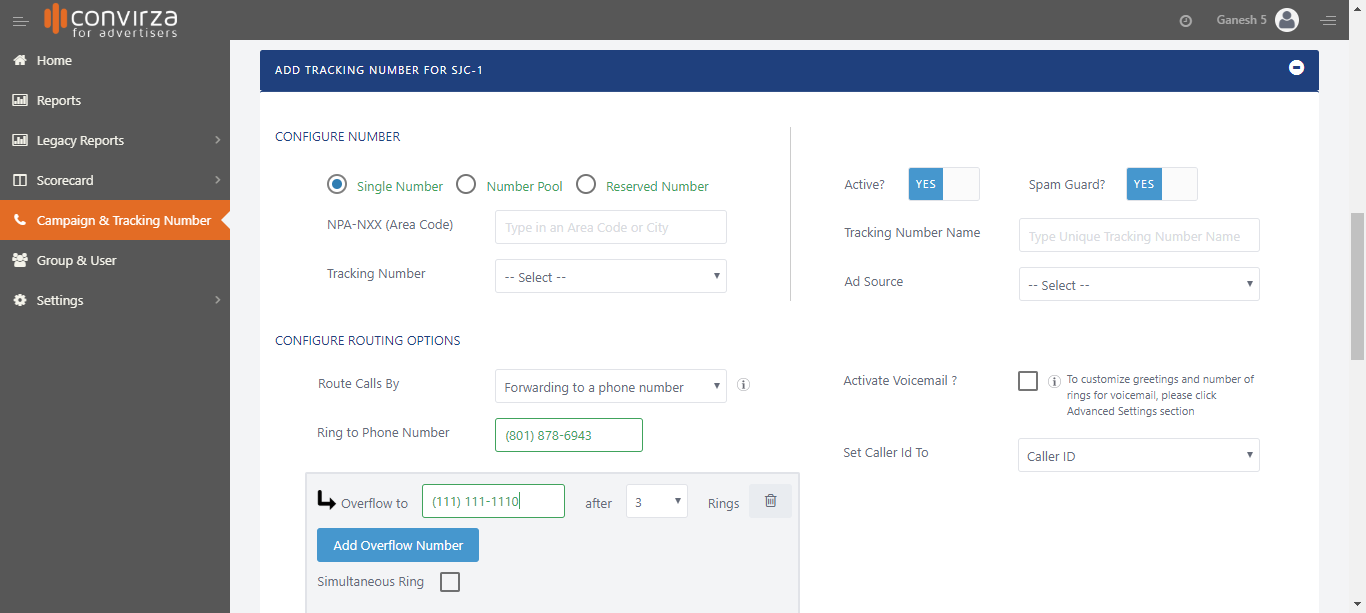 convirza
for advertisers
Ganesh 5
Home
Reports
Legacy Reports
Scorecard
Campaign & Tracking Number
Group & User
Settings
ADD TRACKING NUMBER FOR SJC-1
CONFIGURE NUMBER
Single Number Number Pool Reserved Number
NPA-NXX (Area Code) Type in an Area Code or City
Tracking Number -- Select --
Active? YES Spam Guard? YES
Tracking Number Name Type Unique Tracking Number Name
Ad Source -- Select --
CONFIGURE ROUTING OPTIONS
Route Calls By Forwarding to a phone number
Ring to Phone Number (801) 878-6943
Overflow to (111) 111-1110 after 3 Rings
Add Overflow Number
Simultaneous Ring
Activate Voicemail ? To customize greetings and number of
rings for voicemail, please click
Advanced Settings section
Set Caller Id To Caller ID